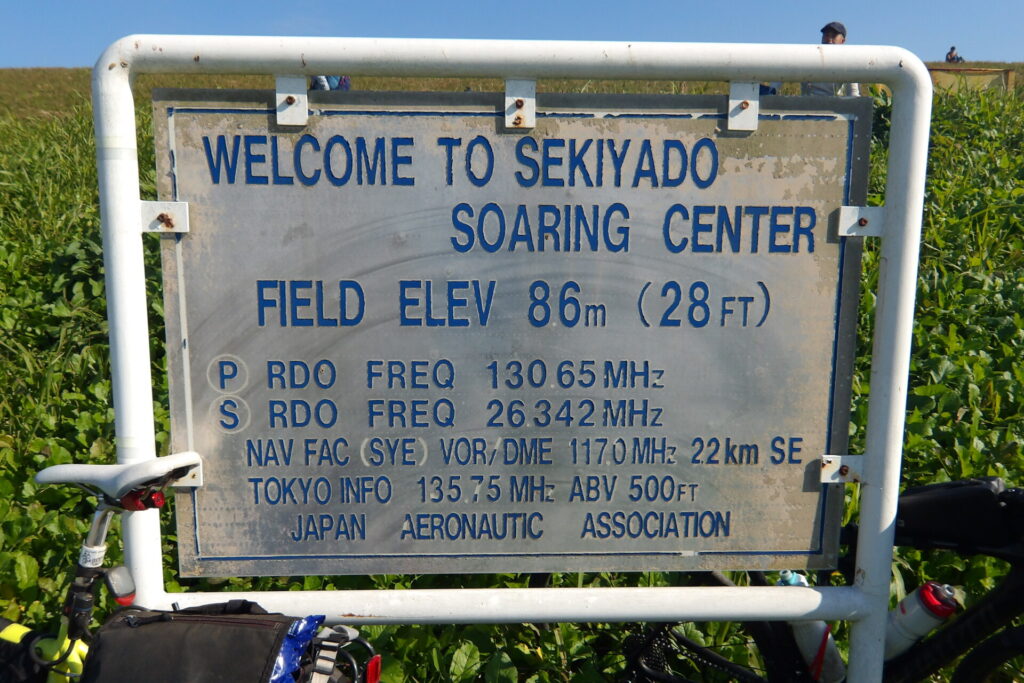 WELCOME TO SEKIYADO
SOARING CENTER
FIELD ELEV 86m (28FT)
P RDO FREQ 130 65 MHz
S RDO FREQ 26.342 MHz
NAV FAC (SYE) VOR/DME 117.0 MHz 2.2km SE
TOKYO INFO 135.75 MHz ABV 500FT
JAPAN AERONAUTIC ASSOCIATION